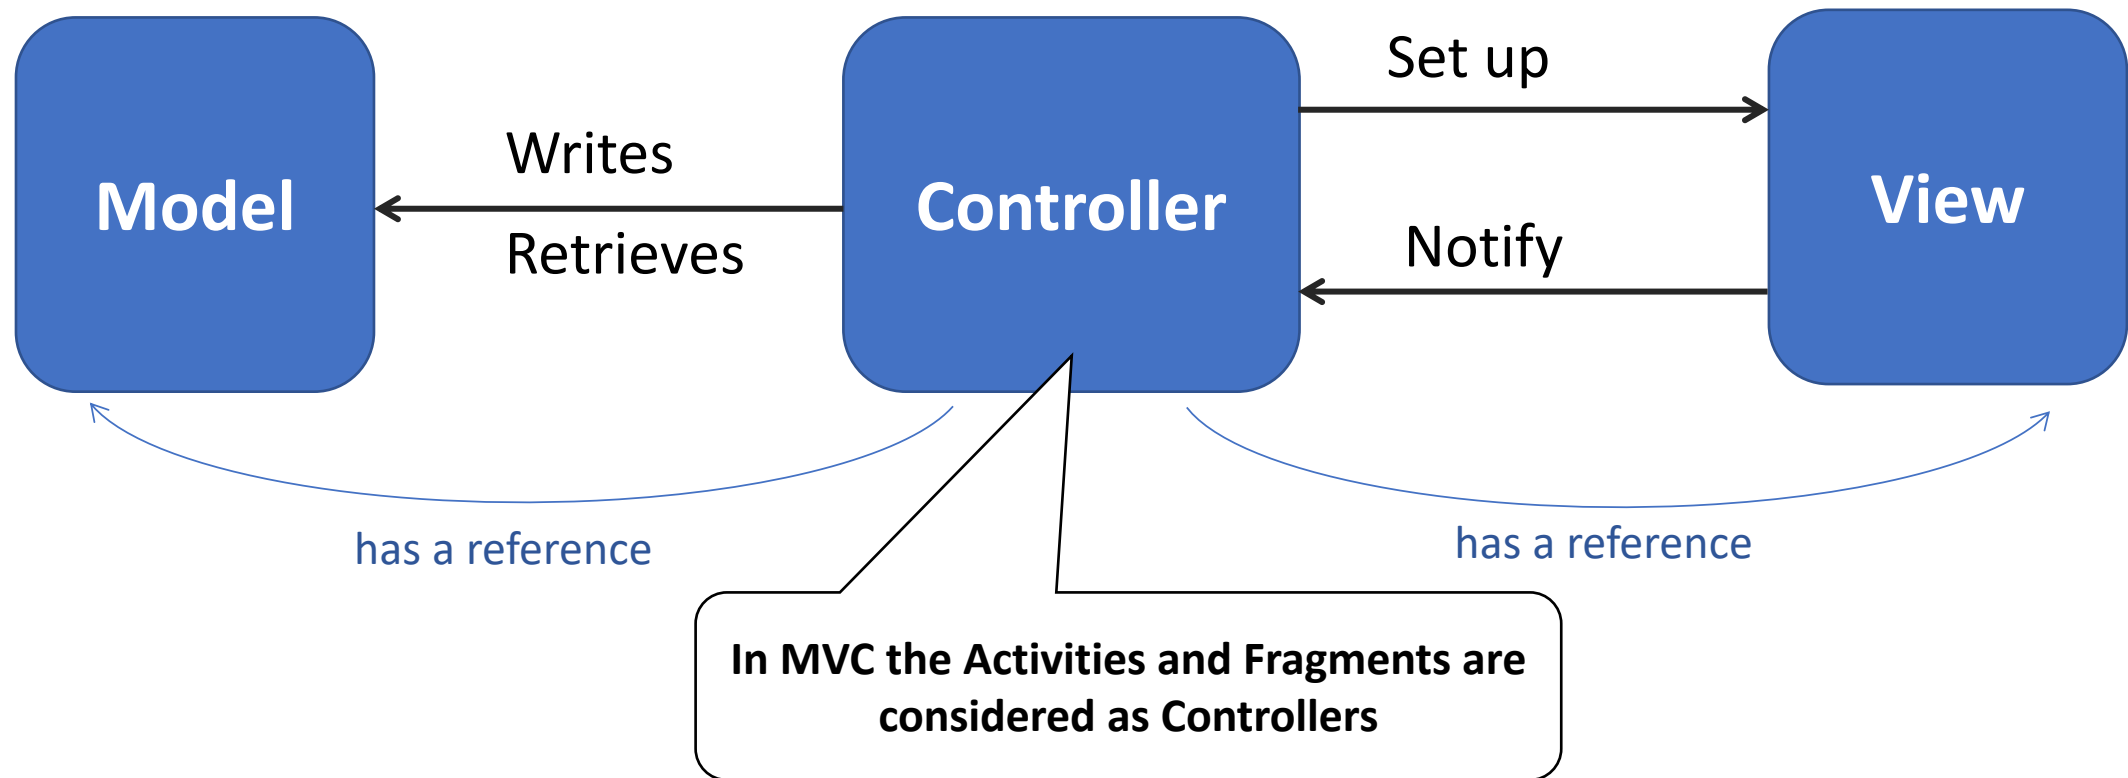 Set up
Writes
Model
Controller
View
Retrieves
Notify
has a reference
has a reference
In MVC the Activities and Fragments are
considered as Controllers